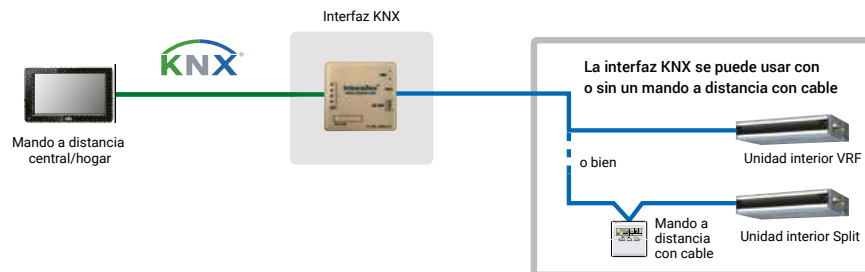 Interfaz KNX
KNX
Mando a distancia
central/hogar
La interfaz KNX se puede usar con
o sin un mando a distancia con cable
Unidad interior VRF
o bien
Mando a
distancia
con cable
Unidad interior Split